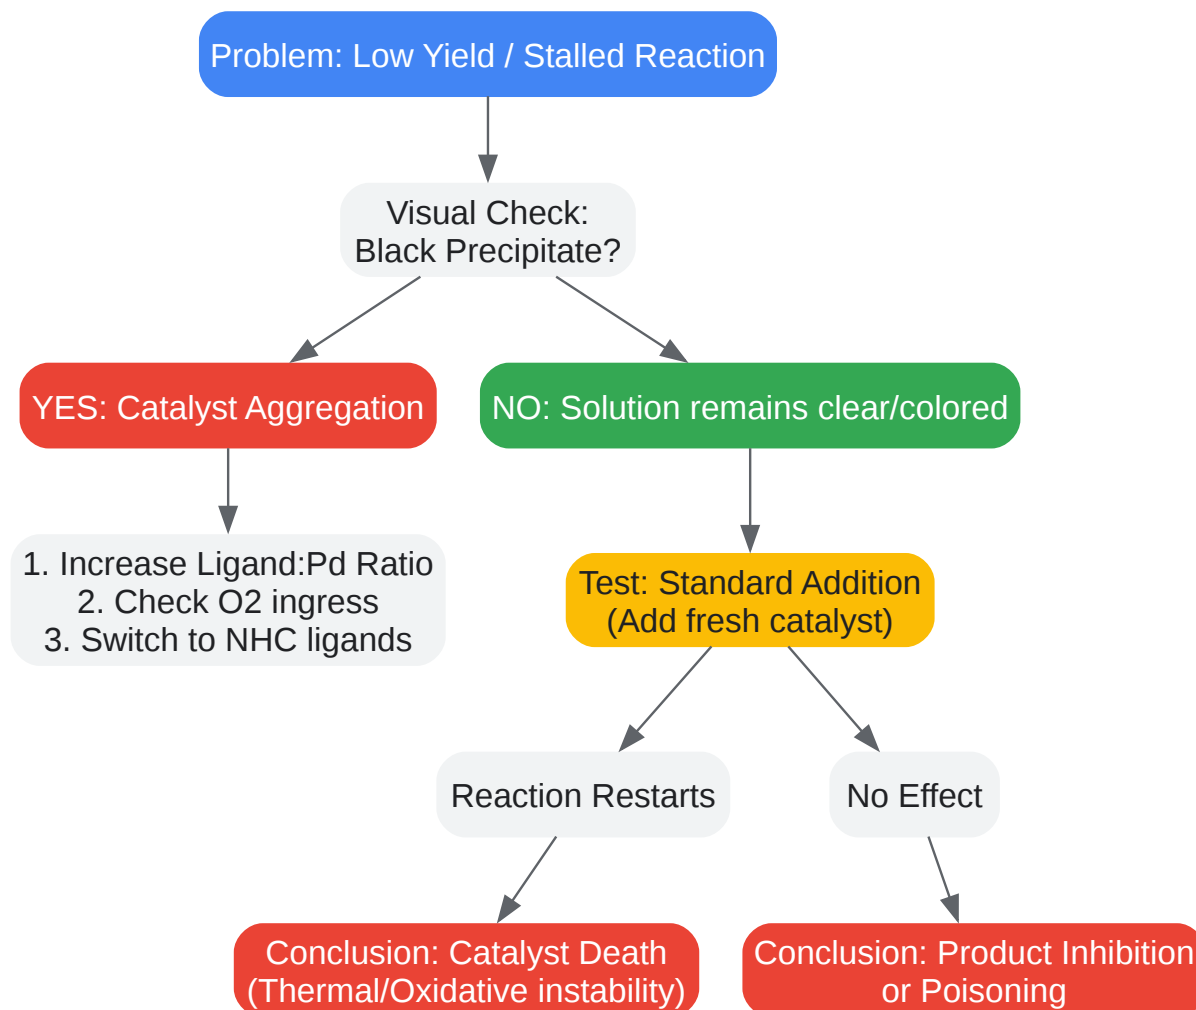 Problem: Low Yield / Stalled Reaction
Visual Check:
Black Precipitate?
YES: Catalyst Aggregation
NO: Solution remains clear/colored
1. Increase Ligand:Pd Ratio
2. Check O2 ingress
3. Switch to NHC ligands
Test: Standard Addition
(Add fresh catalyst)
Reaction Restarts
No Effect
Conclusion: Catalyst Death
(Thermal/Oxidative instability)
Conclusion: Product Inhibition
or Poisoning